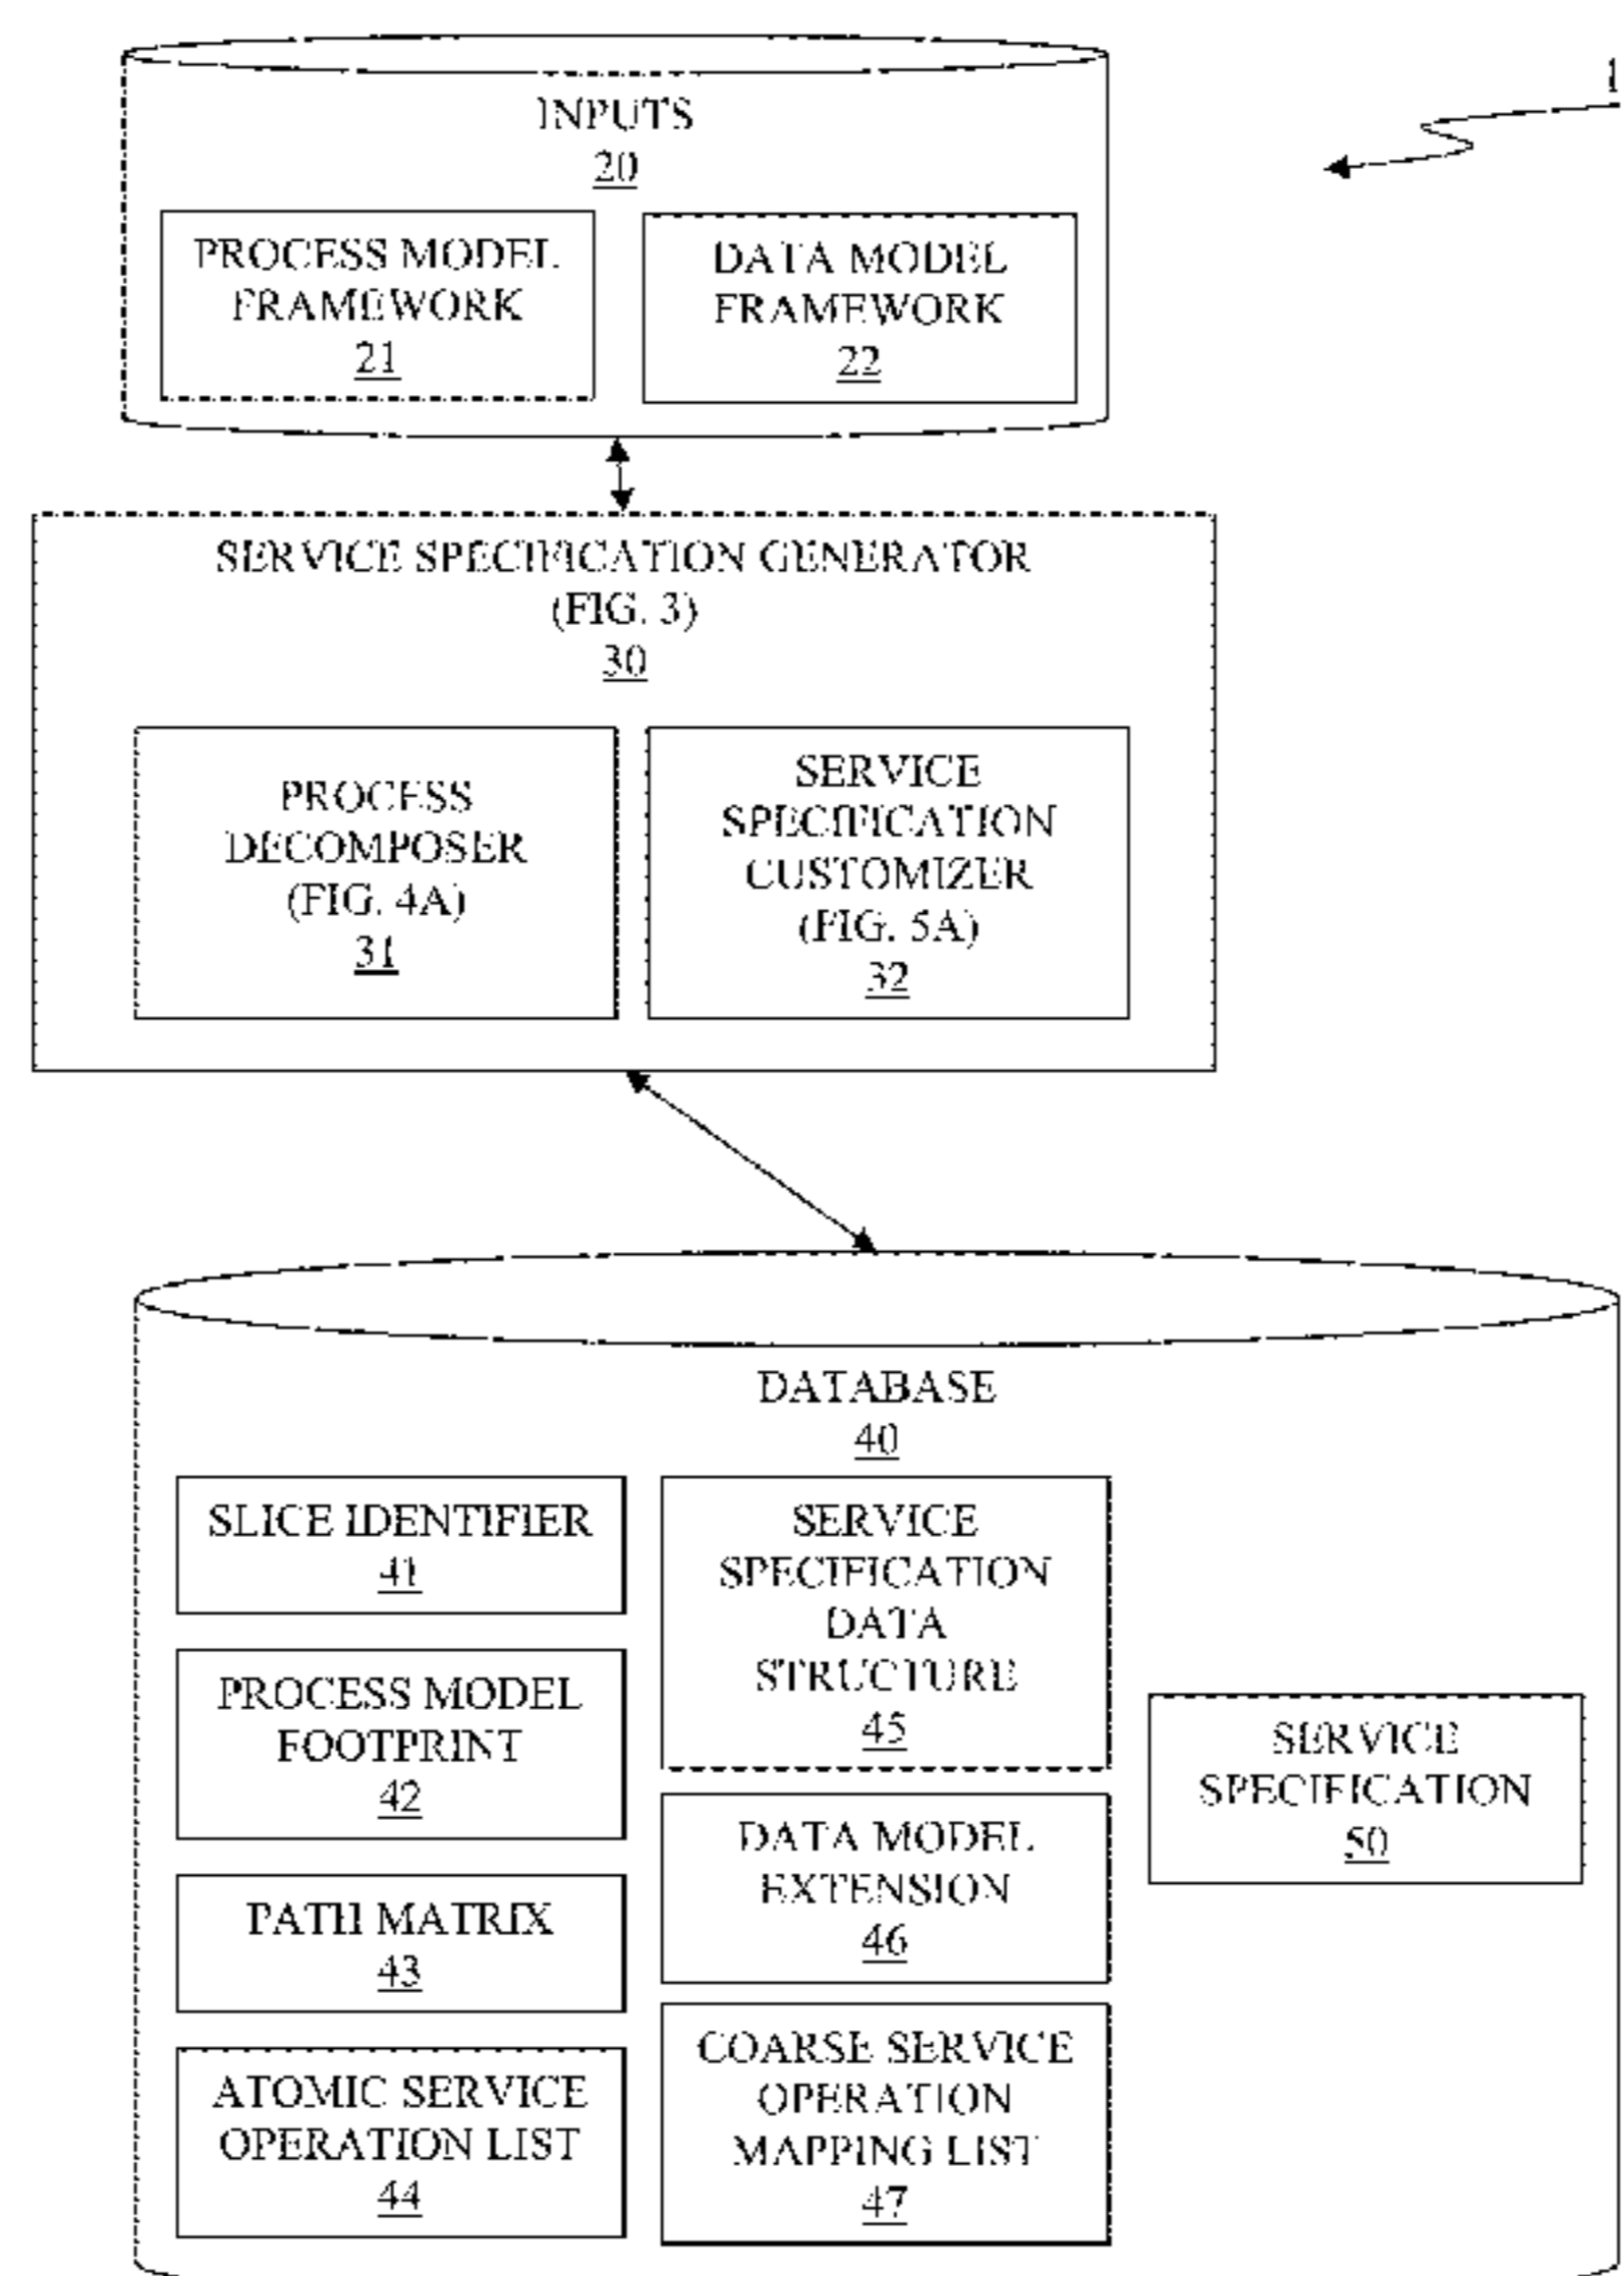 1
INPUTS
20
PROCESS MODEL
FRAMEWORK
21
DATA MODEL
FRAMEWORK
22
SERVICE SPECIFICATION GENERATOR
(FIG. 3)
30
PROCESS
DECOMPOSER
(FIG. 4A)
31
SERVICE
SPECIFICATION
CUSTOMIZER
(FIG. 5A)
32
DATABASE
40
SLICE IDENTIFIER
41
PROCESS MODEL
FOOTPRINT
42
PATH MATRIX
43
ATOMIC SERVICE
OPERATION LIST
44
SERVICE
SPECIFICATION
DATA
STRUCTURE
45
DATA MODEL
EXTENSION
46
COARSE SERVICE
OPERATION
MAPPING LIST
47
SERVICE
SPECIFICATION
50